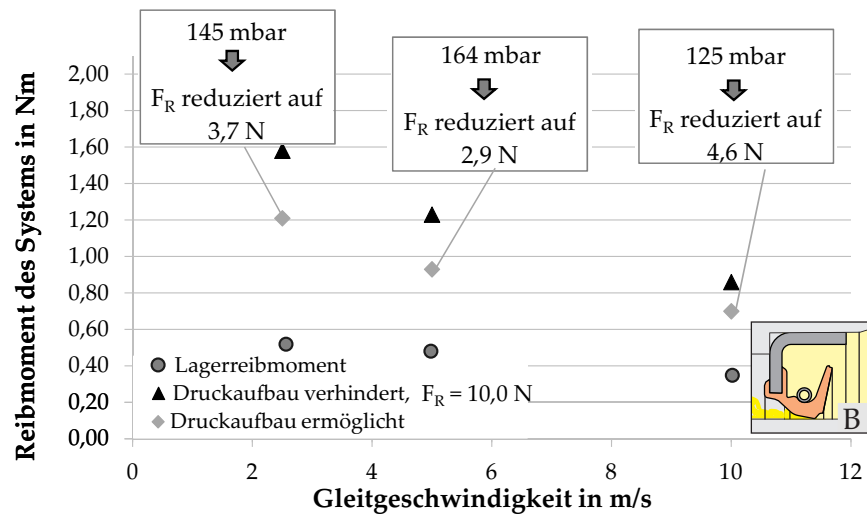 145 mbar
F_R reduziert auf
3,7 N
164 mbar
F_R reduziert auf
2,9 N
125 mbar
F_R reduziert auf
4,6 N
Reibmoment des Systems in Nm
2,00
1,80
1,60
1,40
1,20
1,00
0,80
0,60
0,40
0,20
0,00
Lagerreibmoment
Druckaufbau verhindert, F_R = 10,0 N
Druckaufbau ermöglicht
B
0 2 4 6 8 10 12
Gleitgeschwindigkeit in m/s